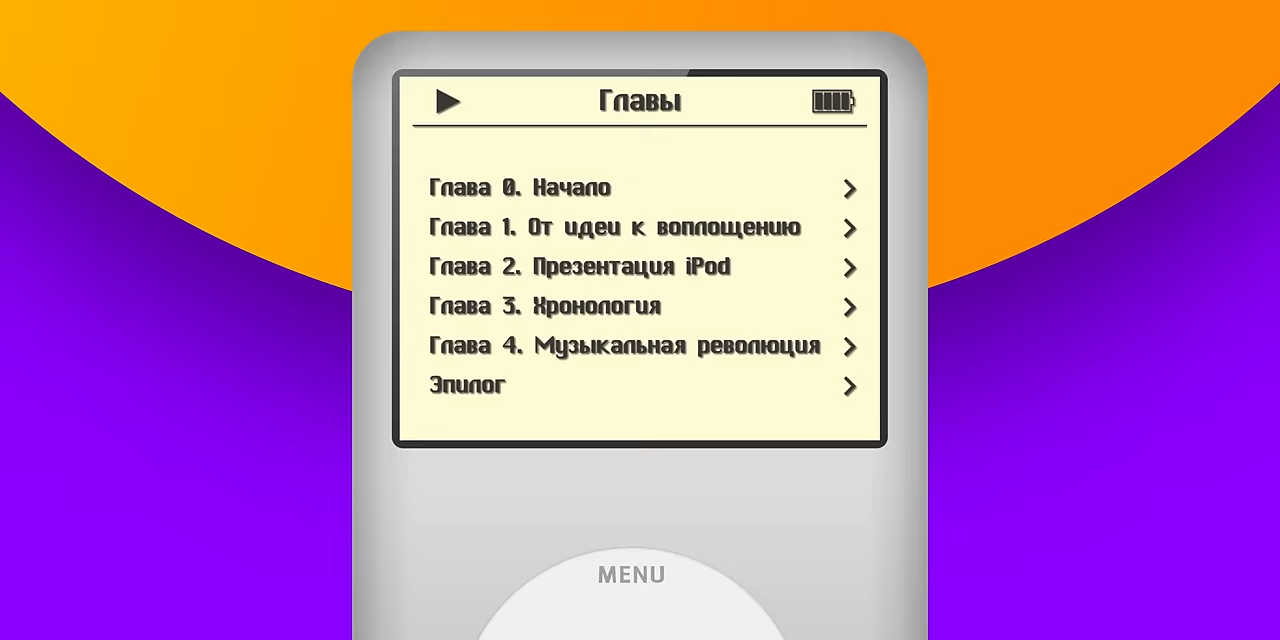 Главы
Глава 0. Начало
Глава 1. От идеи к воплощению
Глава 2. Презентация iPod
Глава 3. Хронология
Глава 4. Музыкальная революция
Эпилог
MENU